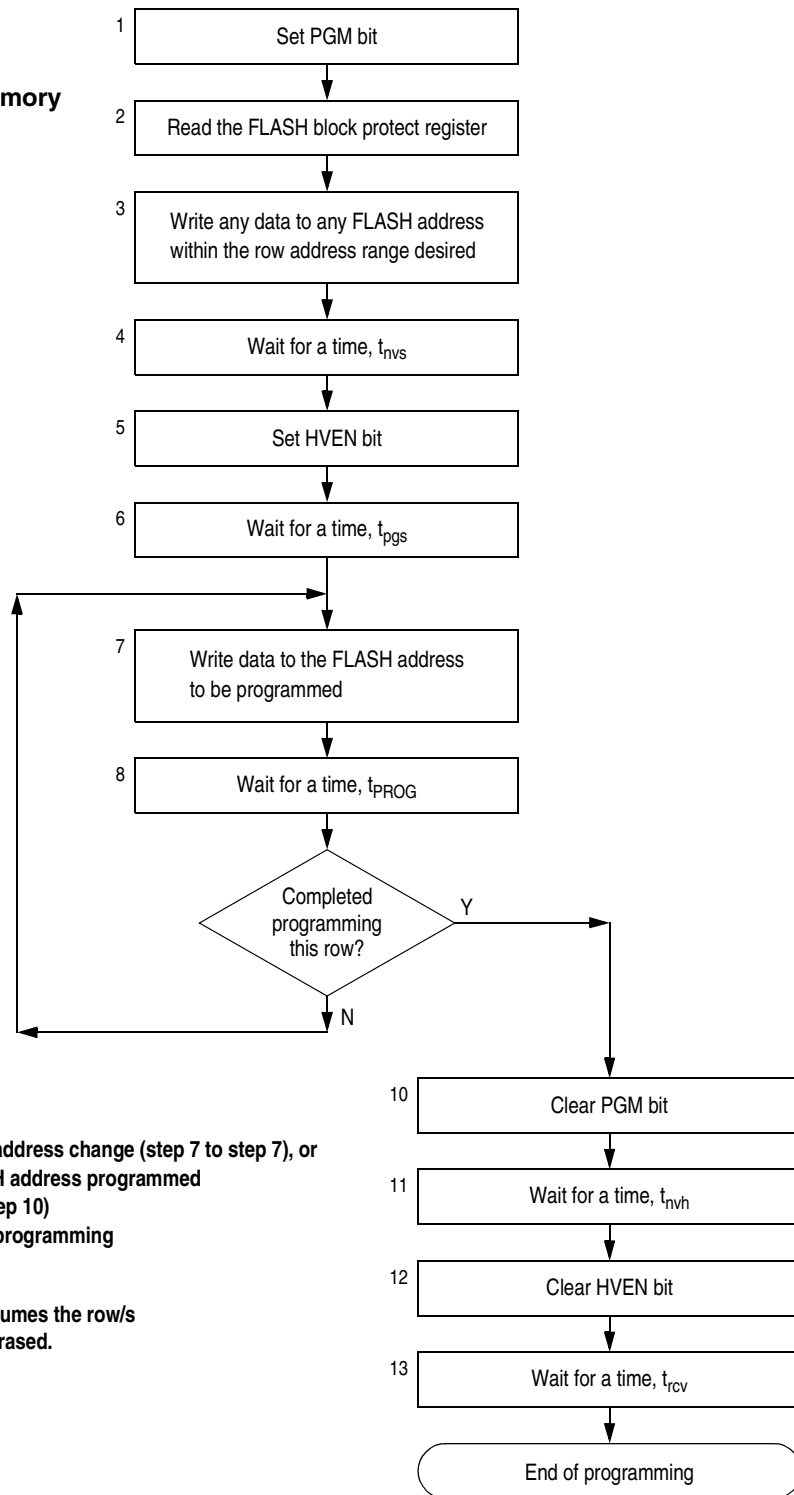 1
Set PGM bit
mory
2
Read the FLASH block protect register
3
Write any data to any FLASH address
within the row address range desired
4
Wait for a time, tnvs
5
Set HVEN bit
6
Wait for a time, tpgs
7
Write data to the FLASH address
to be programmed
8
Wait for a time, tPROG
Completed
programming
this row?
Y
N
10
Clear PGM bit
address change (step 7 to step 7), or
H address programmed
ep 10)
programming
11
Wait for a time, tnvh
12
Clear HVEN bit
umes the row/s
rased.
13
Wait for a time, trcv
End of programming